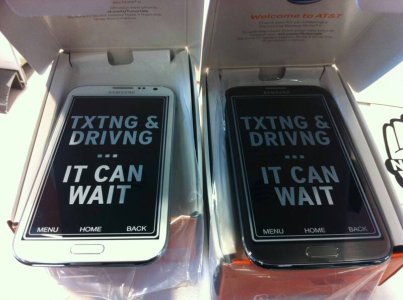 Welcome to AT&T
SAMSUNG
TXTNG &
DRIVNG
...
IT CAN
WAIT
MENU HOME BACK
SAMSUNG
TXTNG &
DRIVNG
...
IT CAN
WAIT
MENU HOME BACK